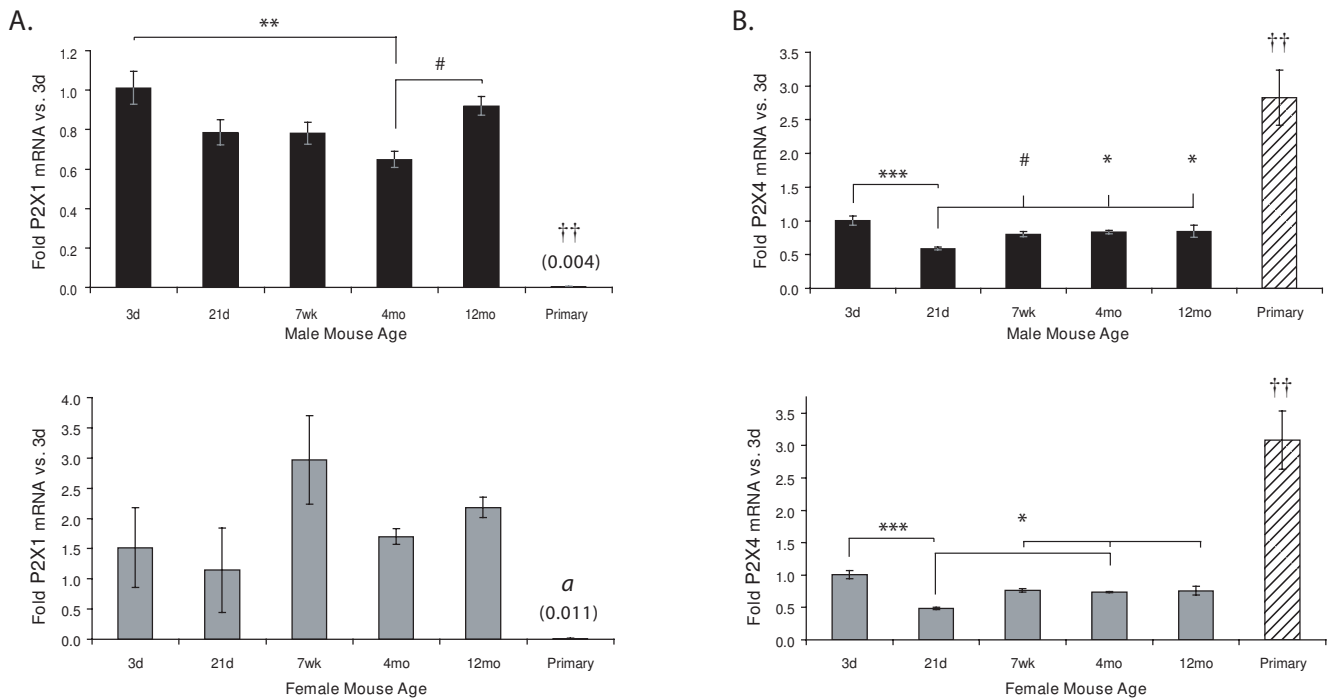 A.
**
1.2
#
1.0
0.8
0.6
0.4
0.2
0.0
††
(0.004)
Fold P2X1 mRNA vs. 3d
3d 21d 7wk 4mo 12mo Primary
Male Mouse Age
4.0
3.5
3.0
2.5
2.0
1.5
1.0
0.5
0.0
a
(0.011)
Fold P2X1 mRNA vs. 3d
3d 21d 7wk 4mo 12mo Primary
Female Mouse Age
B.
††
3.5
3.0
2.5
2.0
1.5
1.0
0.5
0.0
*** # * *
Fold P2X4 mRNA vs. 3d
3d 21d 7wk 4mo 12mo Primary
Male Mouse Age
††
3.5
3.0
2.5
2.0
1.5
1.0
0.5
0.0
*** *
Fold P2X4 mRNA vs. 3d
3d 21d 7wk 4mo 12mo Primary
Female Mouse Age